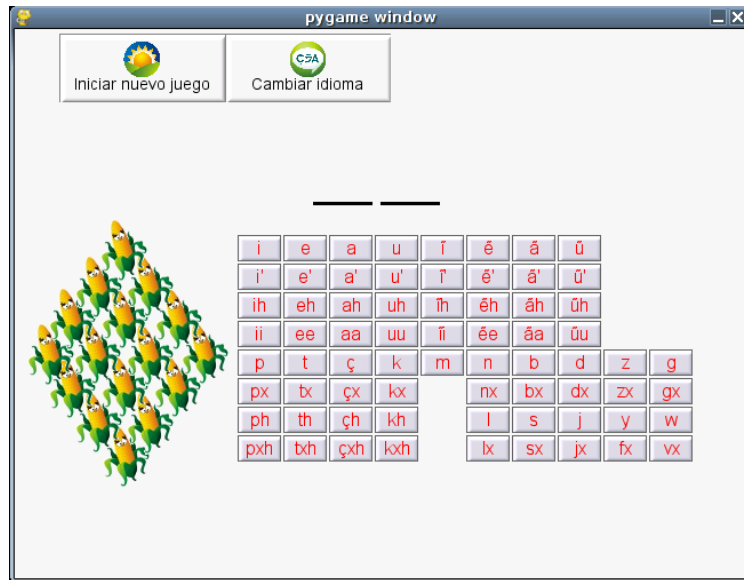 pygame window
ÇƏA
Iniciar nuevo juego Cambiar idioma
i e a u ĩ ẽ ã ũ
i' e' a' u' ĩ' ẽ' ã' ũ'
ih eh ah uh ĩh ẽh ãh ũh
ii ee aa uu ĩi ẽe ãa ũu
p t ç k m n b d z g
px tx çx kx nx bx dx zx gx
ph th çh kh l s j y w
pxh txh çxh kxh lx sx jx fx vx